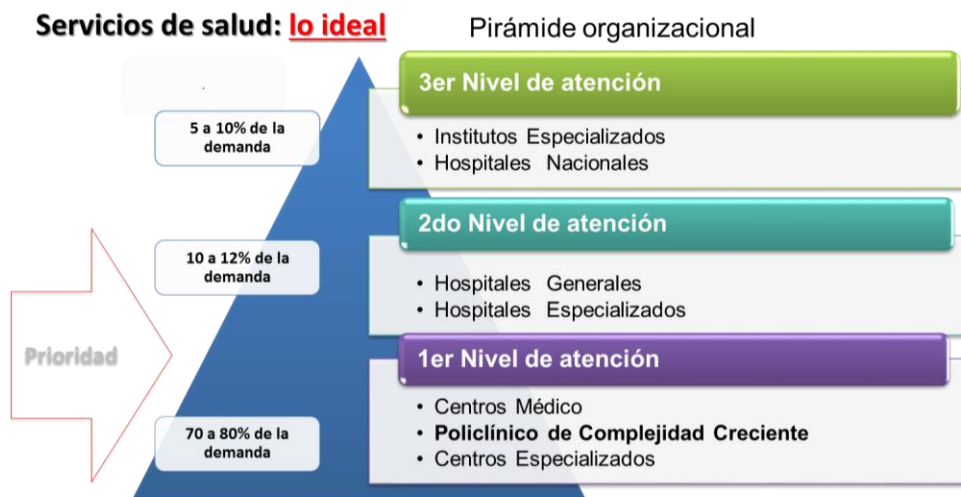 Servicios de salud: lo ideal
Pirámide organizacional
3er Nivel de atención
5 a 10% de la
demanda
• Institutos Especializados
• Hospitales Nacionales
2do Nivel de atención
10 a 12% de la
demanda
• Hospitales Generales
• Hospitales Especializados
Prioridad
1er Nivel de atención
70 a 80% de la
demanda
• Centros Médico
• Policlínico de Complejidad Creciente
• Centros Especializados